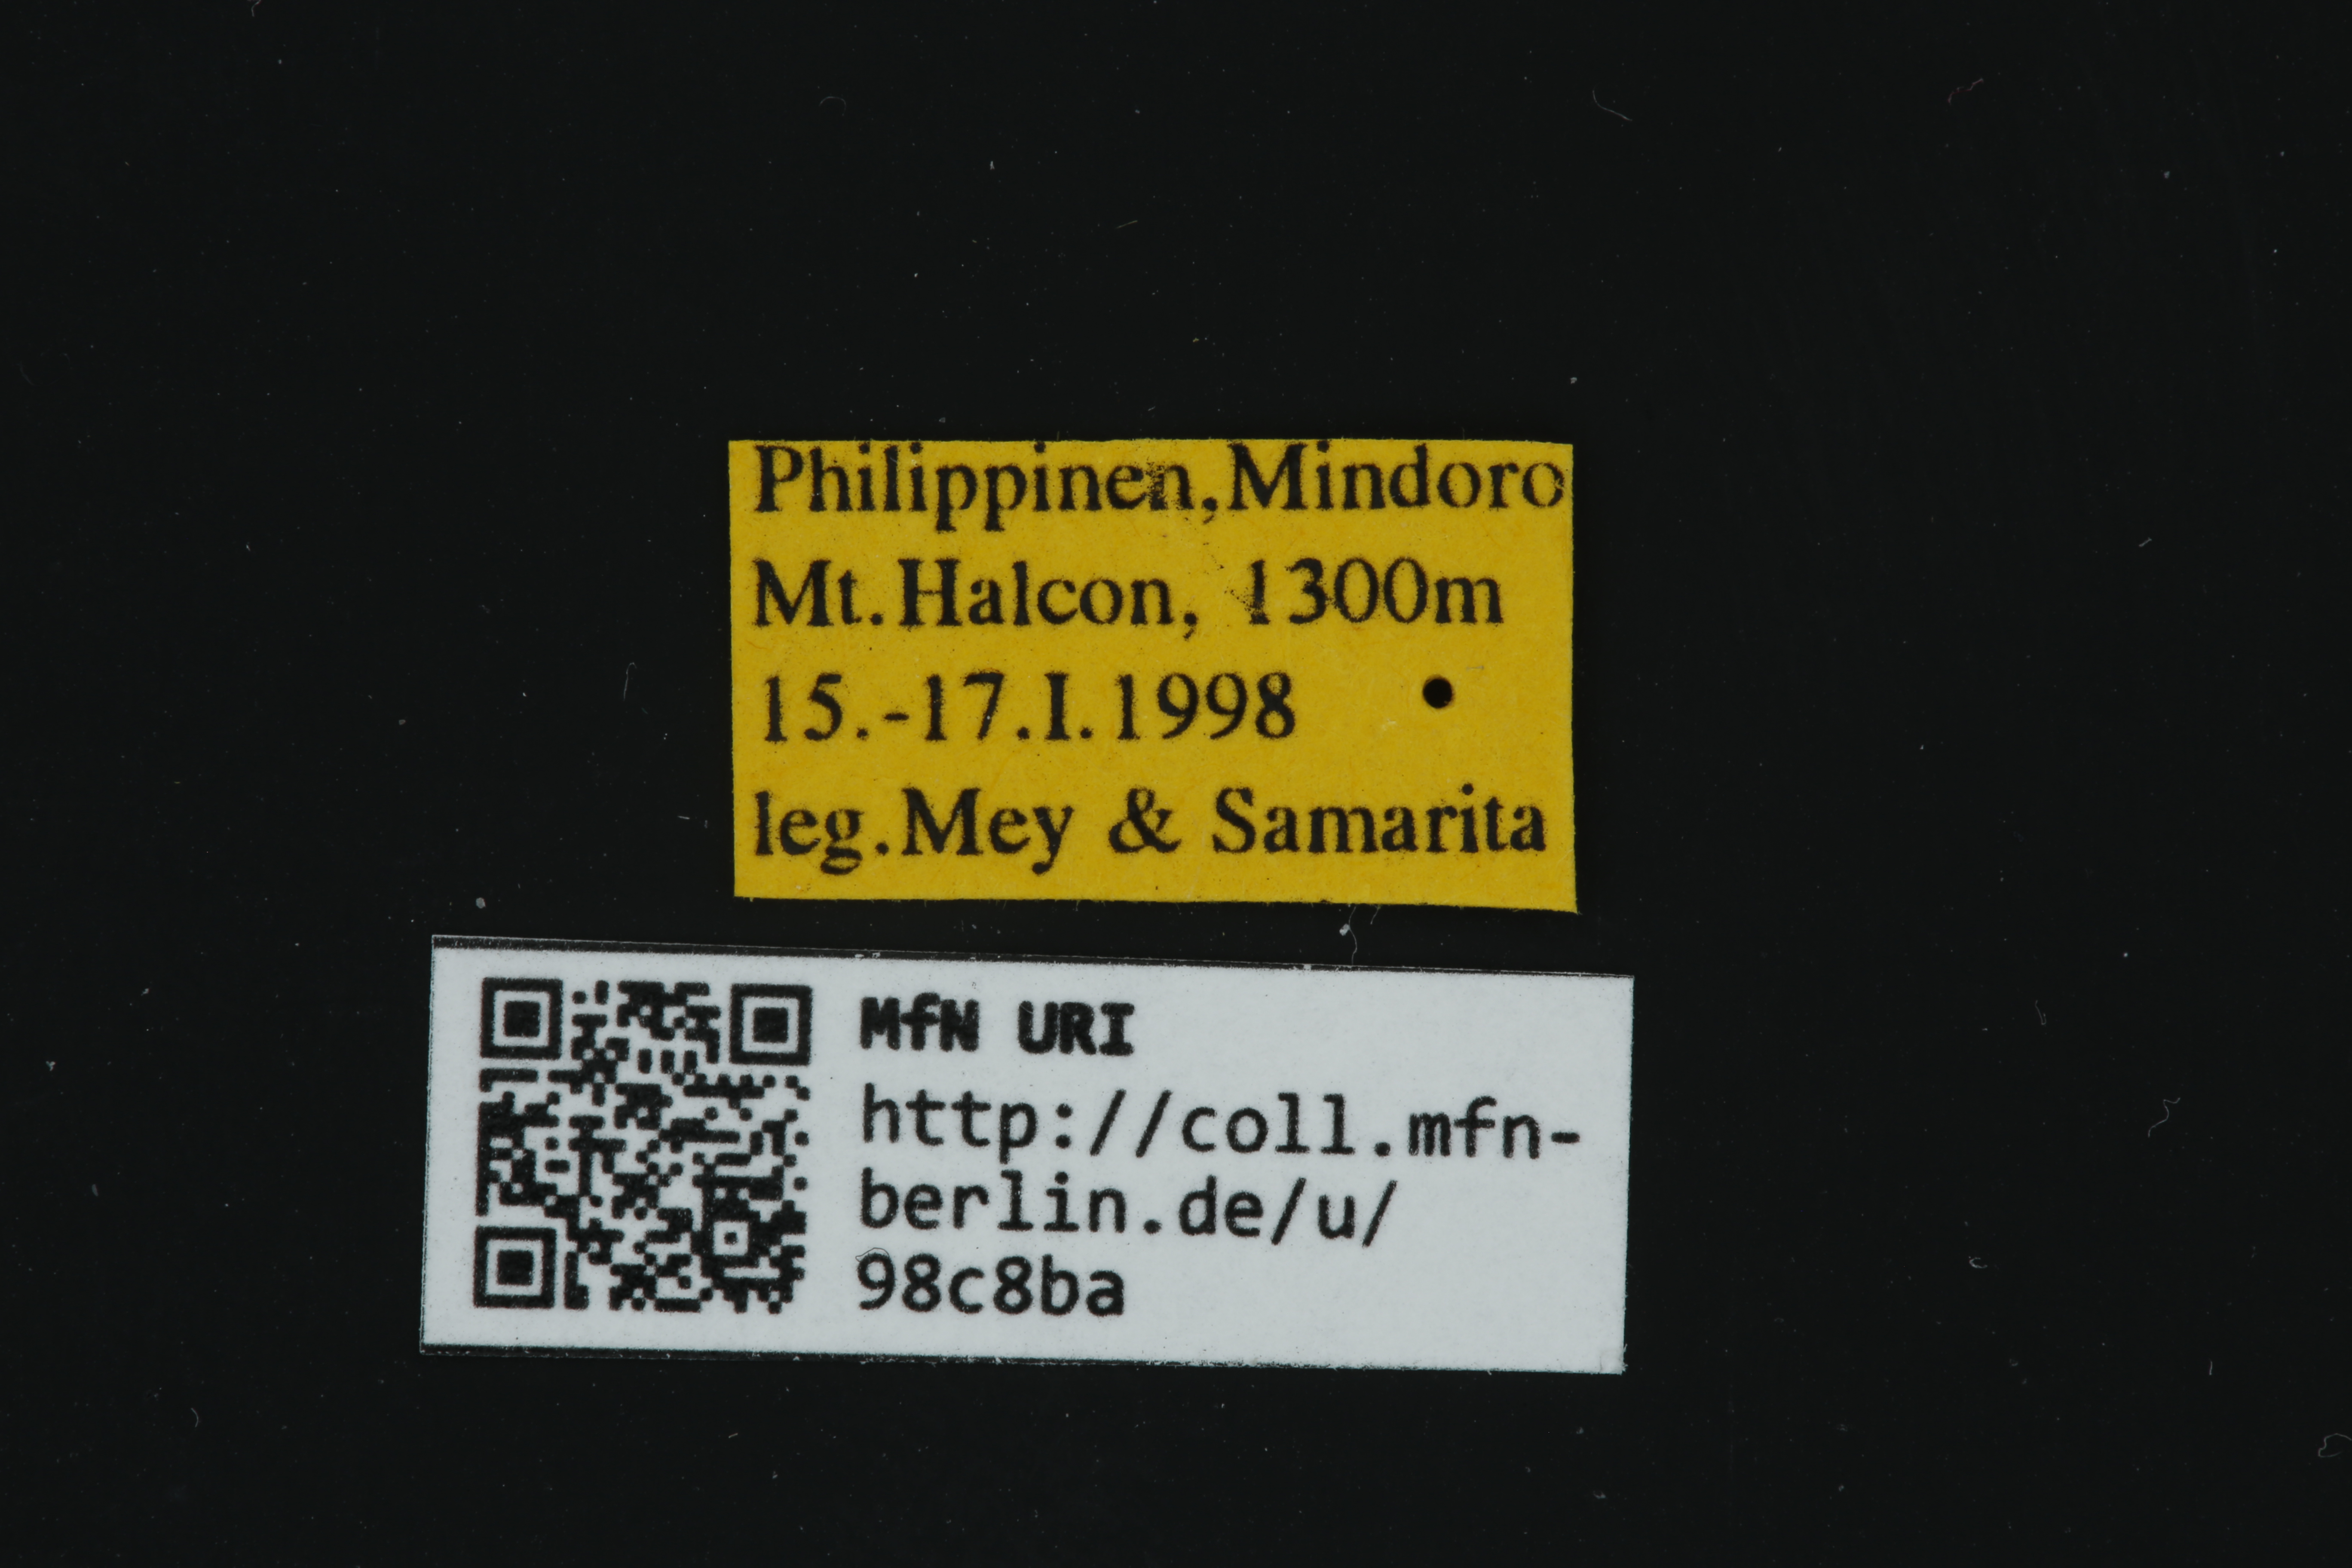 Philippinen,Mindoro
Mt.Halcon, 1300m
15.-17.I.1998
leg.Mey & Samarita
MfN URI
http://coll.mfn-
berlin.de/u/
98c8ba